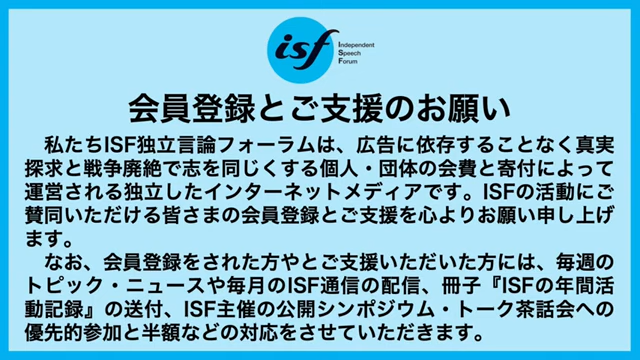 isf
Independent
Speech
Forum
会員登録とご支援のお願い
私たちISF独立言論フォーラムは、広告に依存することなく真実
探求と戦争廃絶で志を同じくする個人・団体の会費と寄付によって
運営される独立したインターネットメディアです。ISFの活動にご
賛同いただける皆さまの会員登録とご支援を心よりお願い申し上げ
ます。
なお、会員登録をされた方やとご支援いただいた方には、毎週の
トピック・ニュースや毎月のISF通信の配信、冊子『ISFの年間活
動記録』の送付、ISF主催の公開シンポジウム・トーク茶話会への
優先的参加と半額などの対応をさせていただきます。